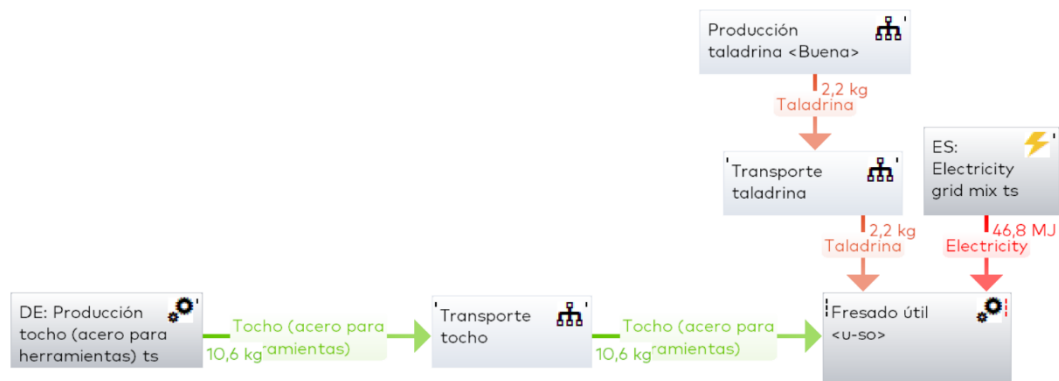 Producción
taladrina <Buena>
2,2 kg
Taladrina
Transporte
taladrina
ES:
Electricity
grid mix ts
2,2 kg
Taladrina
46,8 MJ
Electricity
DE: Producción
tocho (acero para
herramientas) ts
Tocho (acero para
ramientas)
10,6 kg
Transporte
tocho
Tocho (acero para
ramientas)
10,6 kg
Fresado útil
<u-so>